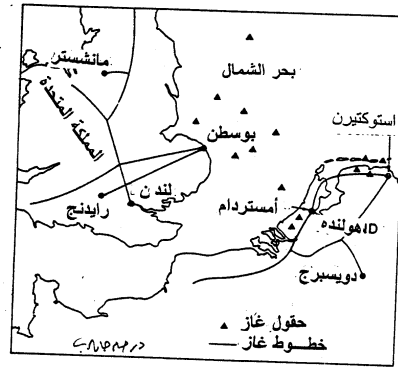 مانشستر
بحر الشمال
المملكة المتحدة
استوكتيرن
بوسطن
لندن
رايدنج
أمستردام
هولنده
دويسبرج
حقول غاز
خطوط غاز